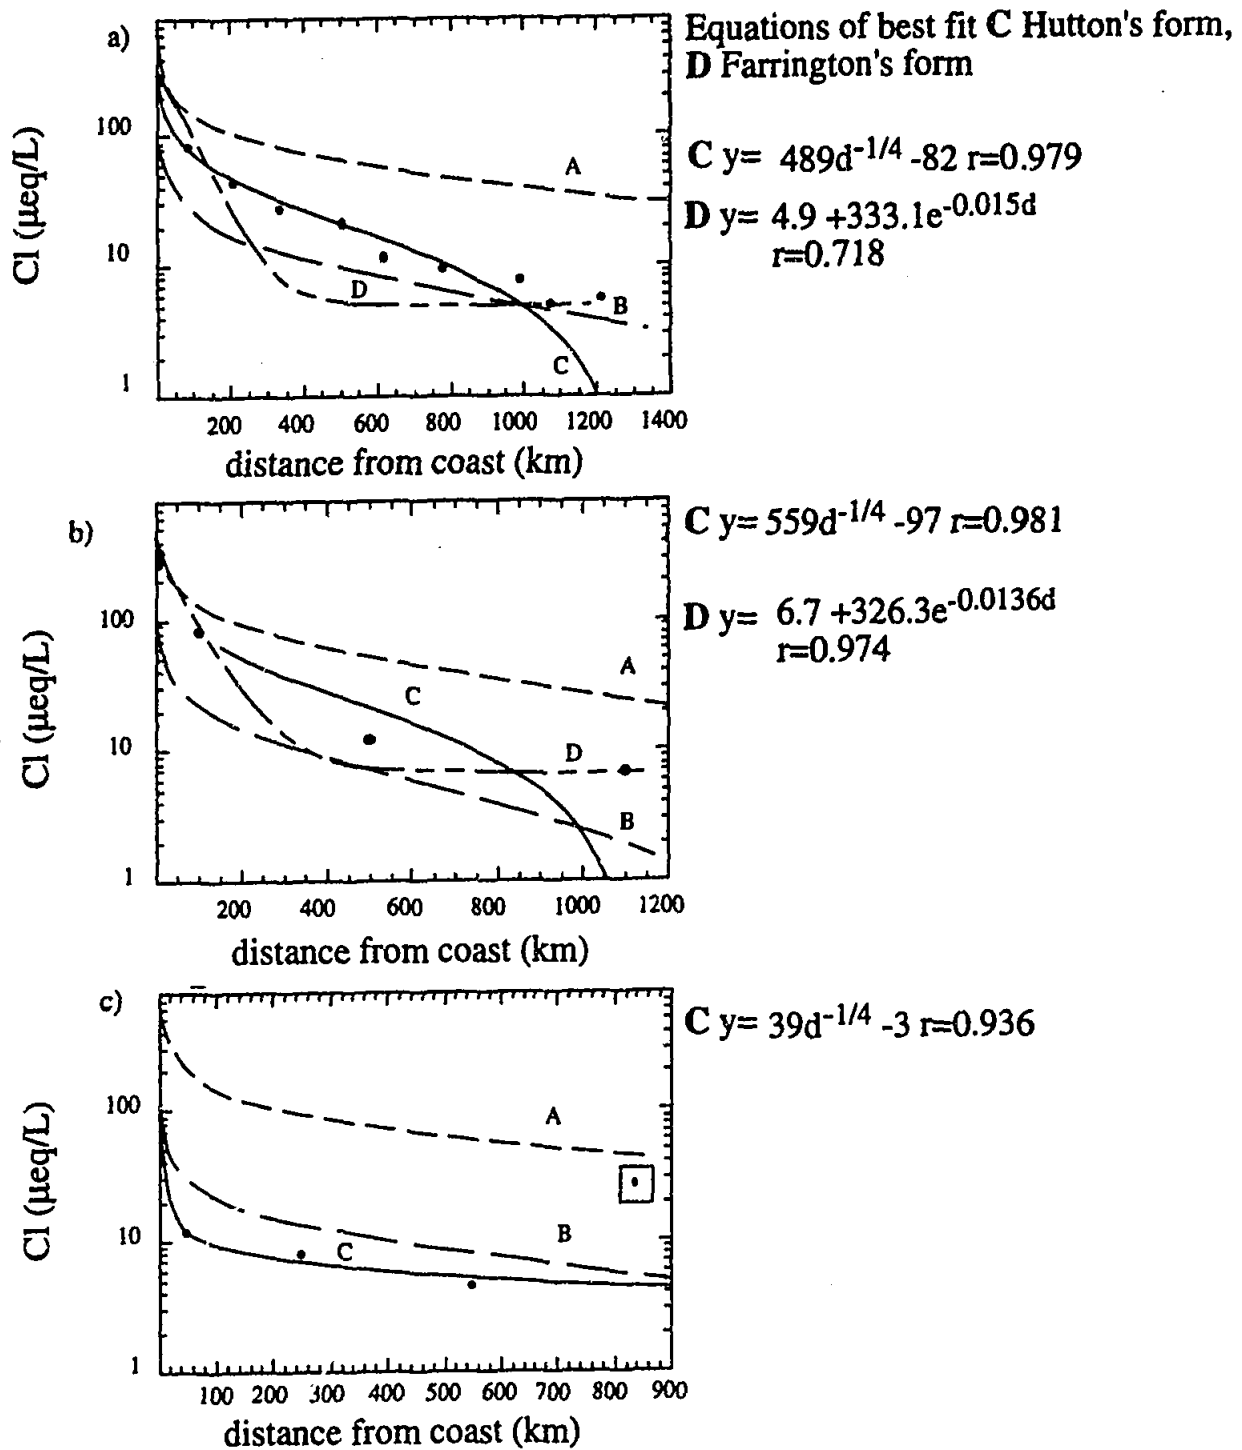 a)
Equations of best fit C Hutton's form,
D Farrington's form
C y= 489d-1/4 -82 r=0.979
D y= 4.9 +333.1e-0.015d
r=0.718
Cl (µeq/L)
100
10
1
A
D
B
C
200 400 600 800 1000 1200 1400
distance from coast (km)
b)
C y= 559d-1/4 -97 r=0.981
D y= 6.7 +326.3e-0.0136d
r=0.974
Cl (µeq/L)
100
10
1
A
C
D
B
200 400 600 800 1000 1200
distance from coast (km)
c)
C y= 39d-1/4 -3 r=0.936
Cl (µeq/L)
100
10
1
A
B
C
100 200 300 400 500 600 700 800 900
distance from coast (km)